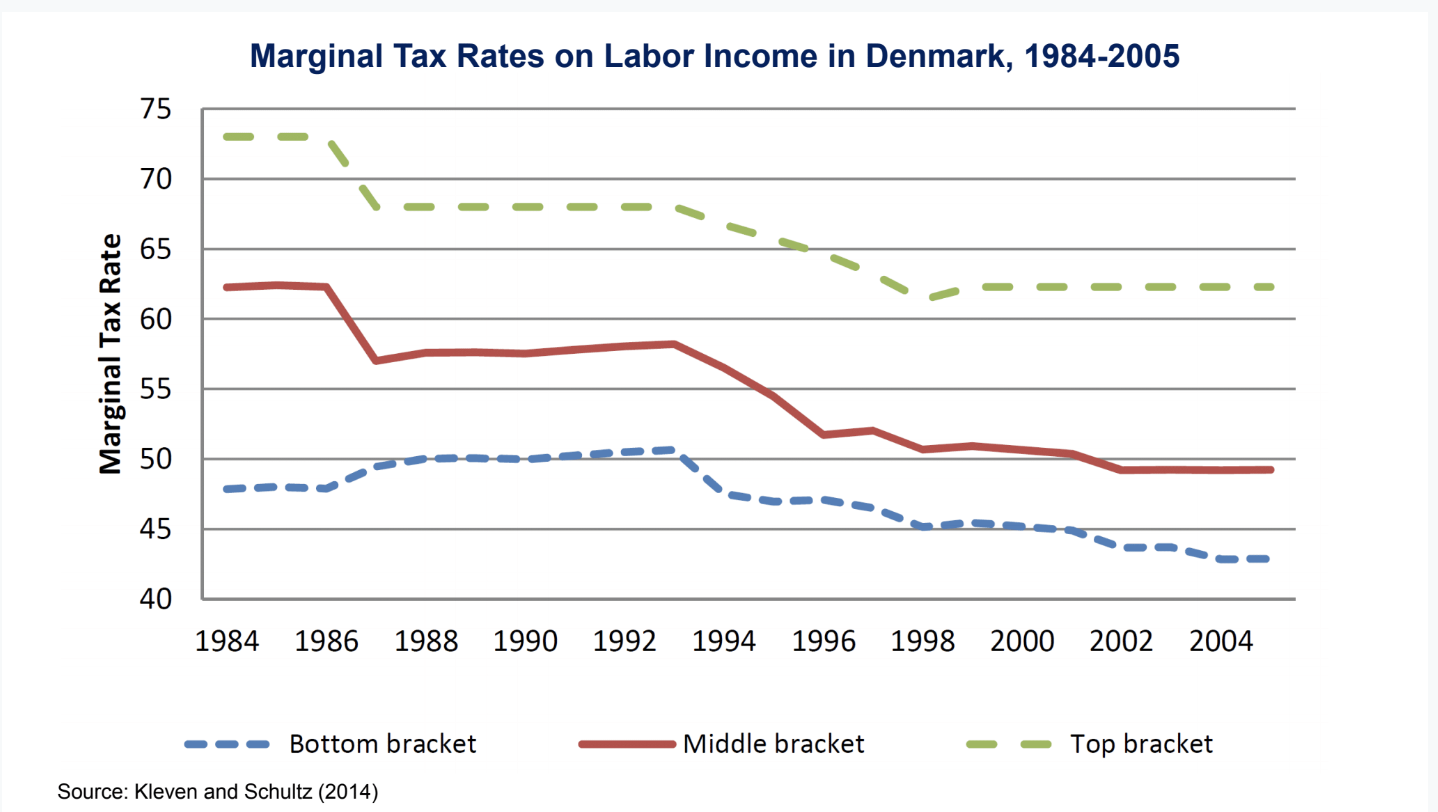 Marginal Tax Rates on Labor Income in Denmark, 1984-2005
75
70
65
60
55
50
45
40
Marginal Tax Rate
1984 1986 1988 1990 1992 1994 1996 1998 2000 2002 2004
Bottom bracket Middle bracket Top bracket
Source: Kleven and Schultz (2014)